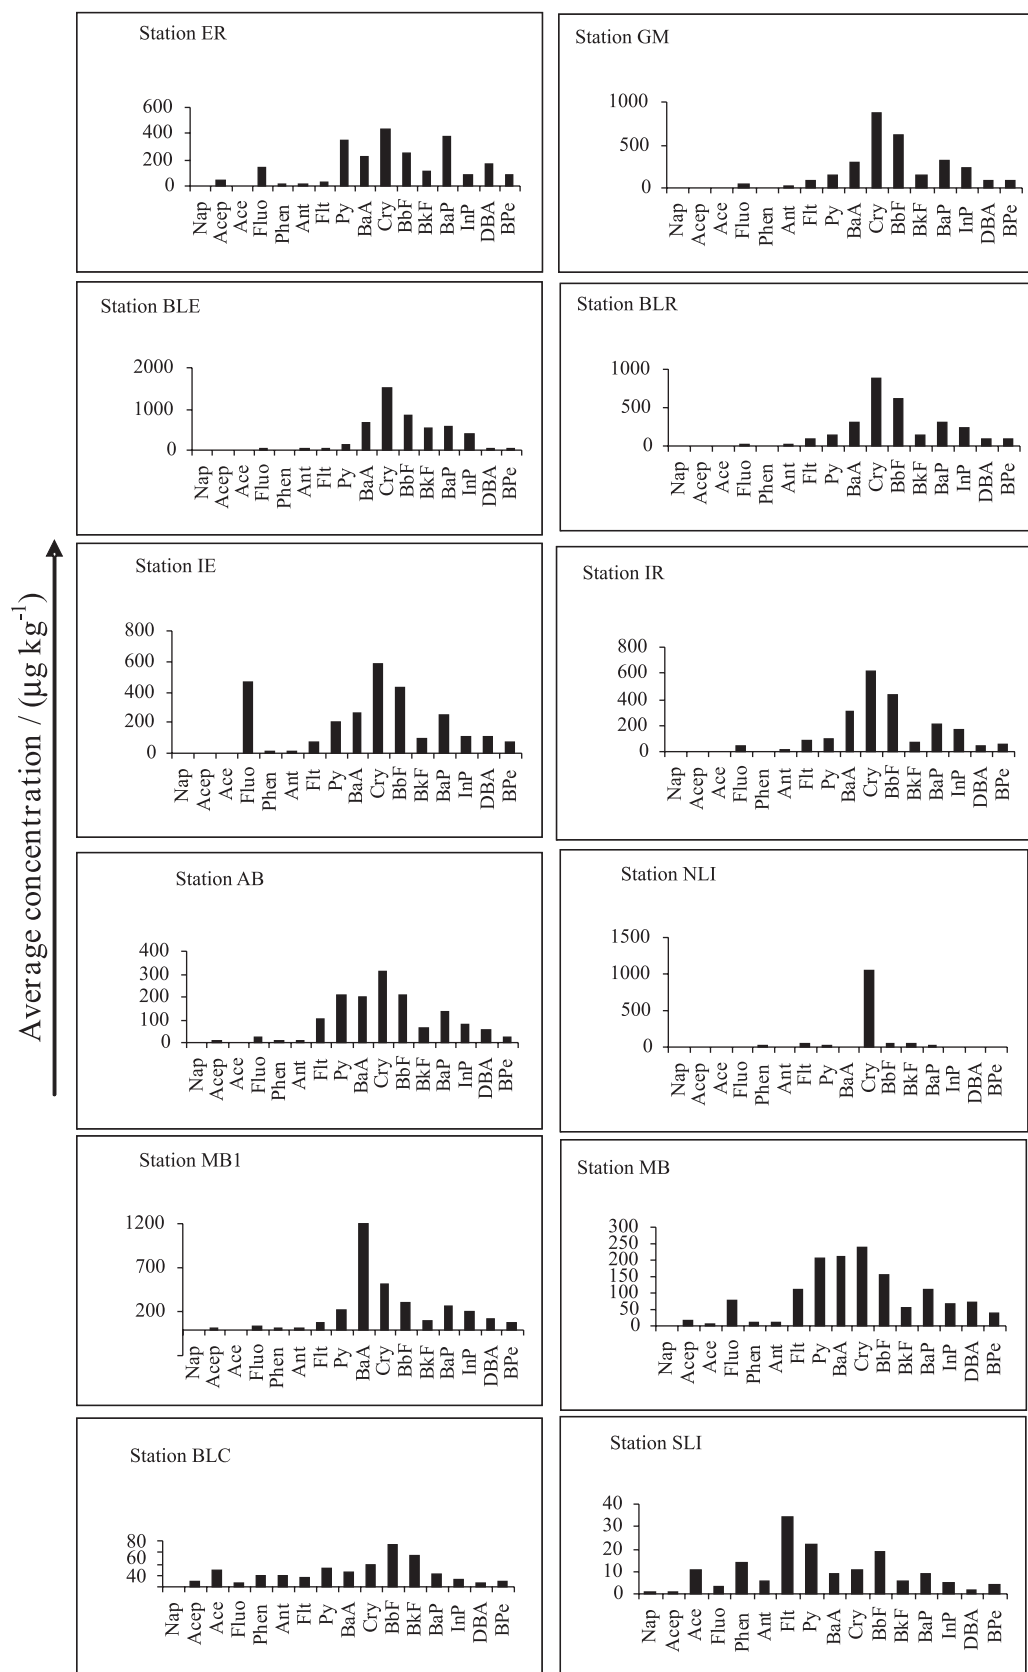 Average concentration / (µg kg-1)
Station ER
600
400
200
0
Nap Acep Ace Fluo Phen Ant Flt Py BaA Cry BbF BkF BaP InP DBA BPe
Station GM
1000
500
0
Nap Acep Ace Fluo Phen Ant Flt Py BaA Cry BbF BkF BaP InP DBA BPe
Station BLE
2000
1000
0
Nap Acep Ace Fluo Phen Ant Flt Py BaA Cry BbF BkF BaP InP DBA BPe
Station BLR
1000
500
0
Nap Acep Ace Fluo Phen Ant Flt Py BaA Cry BbF BkF BaP InP DBA BPe
Station IE
800
600
400
200
0
Nap Acep Ace Fluo Phen Ant Flt Py BaA Cry BbF BkF BaP InP DBA BPe
Station IR
800
600
400
200
0
Nap Acep Ace Fluo Phen Ant Flt Py BaA Cry BbF BkF BaP InP DBA BPe
Station AB
400
300
200
100
0
Nap Acep Ace Fluo Phen Ant Flt Py BaA Cry BbF BkF BaP InP DBA BPe
Station NLI
1500
1000
500
0
Nap Acep Ace Fluo Phen Ant Flt Py BaA Cry BbF BkF BaP InP DBA BPe
Station MB1
1200
700
200
Nap Acep Ace Fluo Phen Ant Flt Py BaA Cry BbF BkF BaP InP DBA BPe
Station MB
300
250
200
150
100
50
0
Nap Acep Ace Fluo Phen Ant Flt Py BaA Cry BbF BkF BaP InP DBA BPe
Station BLC
80
60
40
Nap Acep Ace Fluo Phen Ant Flt Py BaA Cry BbF BkF BaP InP DBA BPe
Station SLI
40
30
20
10
0
Nap Acep Ace Fluo Phen Ant Flt Py BaA Cry BbF BkF BaP InP DBA BPe